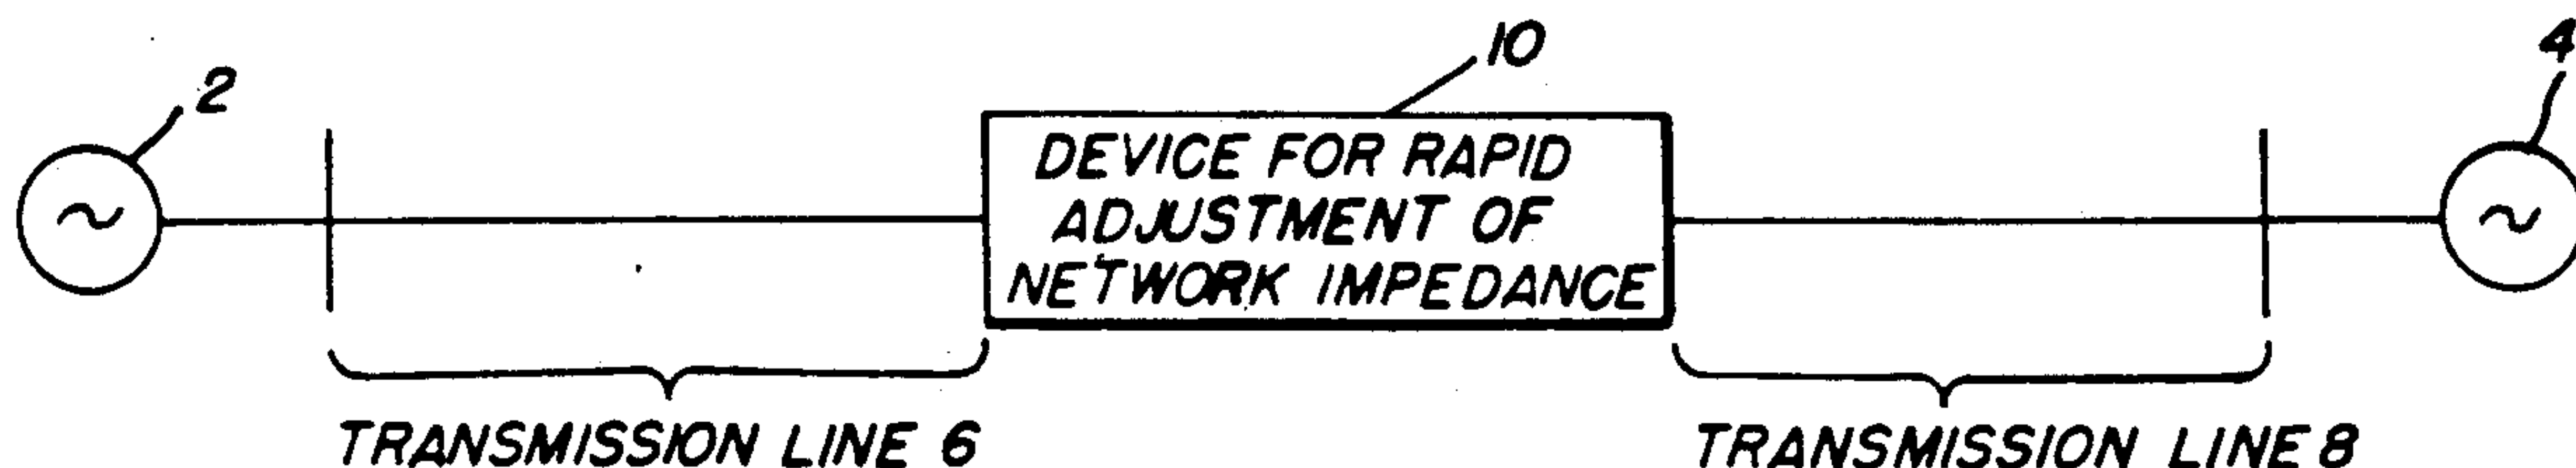 10
4
2
DEVICE FOR RAPID
ADJUSTMENT OF
NETWORK IMPEDANCE
TRANSMISSION LINE 6
TRANSMISSION LINE 8